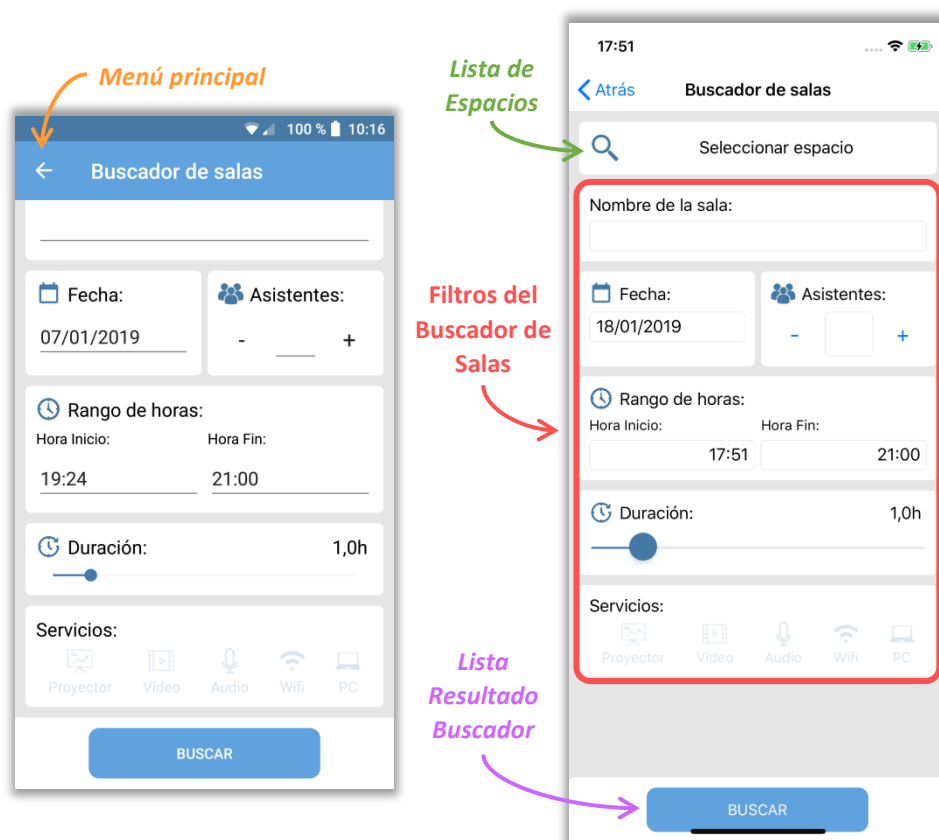 Menú principal
100 % 10:16
Buscador de salas
Fecha:
Asistentes:
07/01/2019
- +
Rango de horas:
Hora Inicio: Hora Fin:
19:24 21:00
Duración: 1,0h
Servicios:
Proyector Vídeo Audio Wifi PC
BUSCAR
Lista de
Espacios
Filtros del
Buscador de
Salas
Lista
Resultado
Buscador
17:51
Atrás Buscador de salas
Seleccionar espacio
Nombre de la sala:
Fecha:
Asistentes:
18/01/2019
- +
Rango de horas:
Hora Inicio: Hora Fin:
17:51 21:00
Duración: 1,0h
Servicios:
Proyector Vídeo Audio Wifi PC
BUSCAR